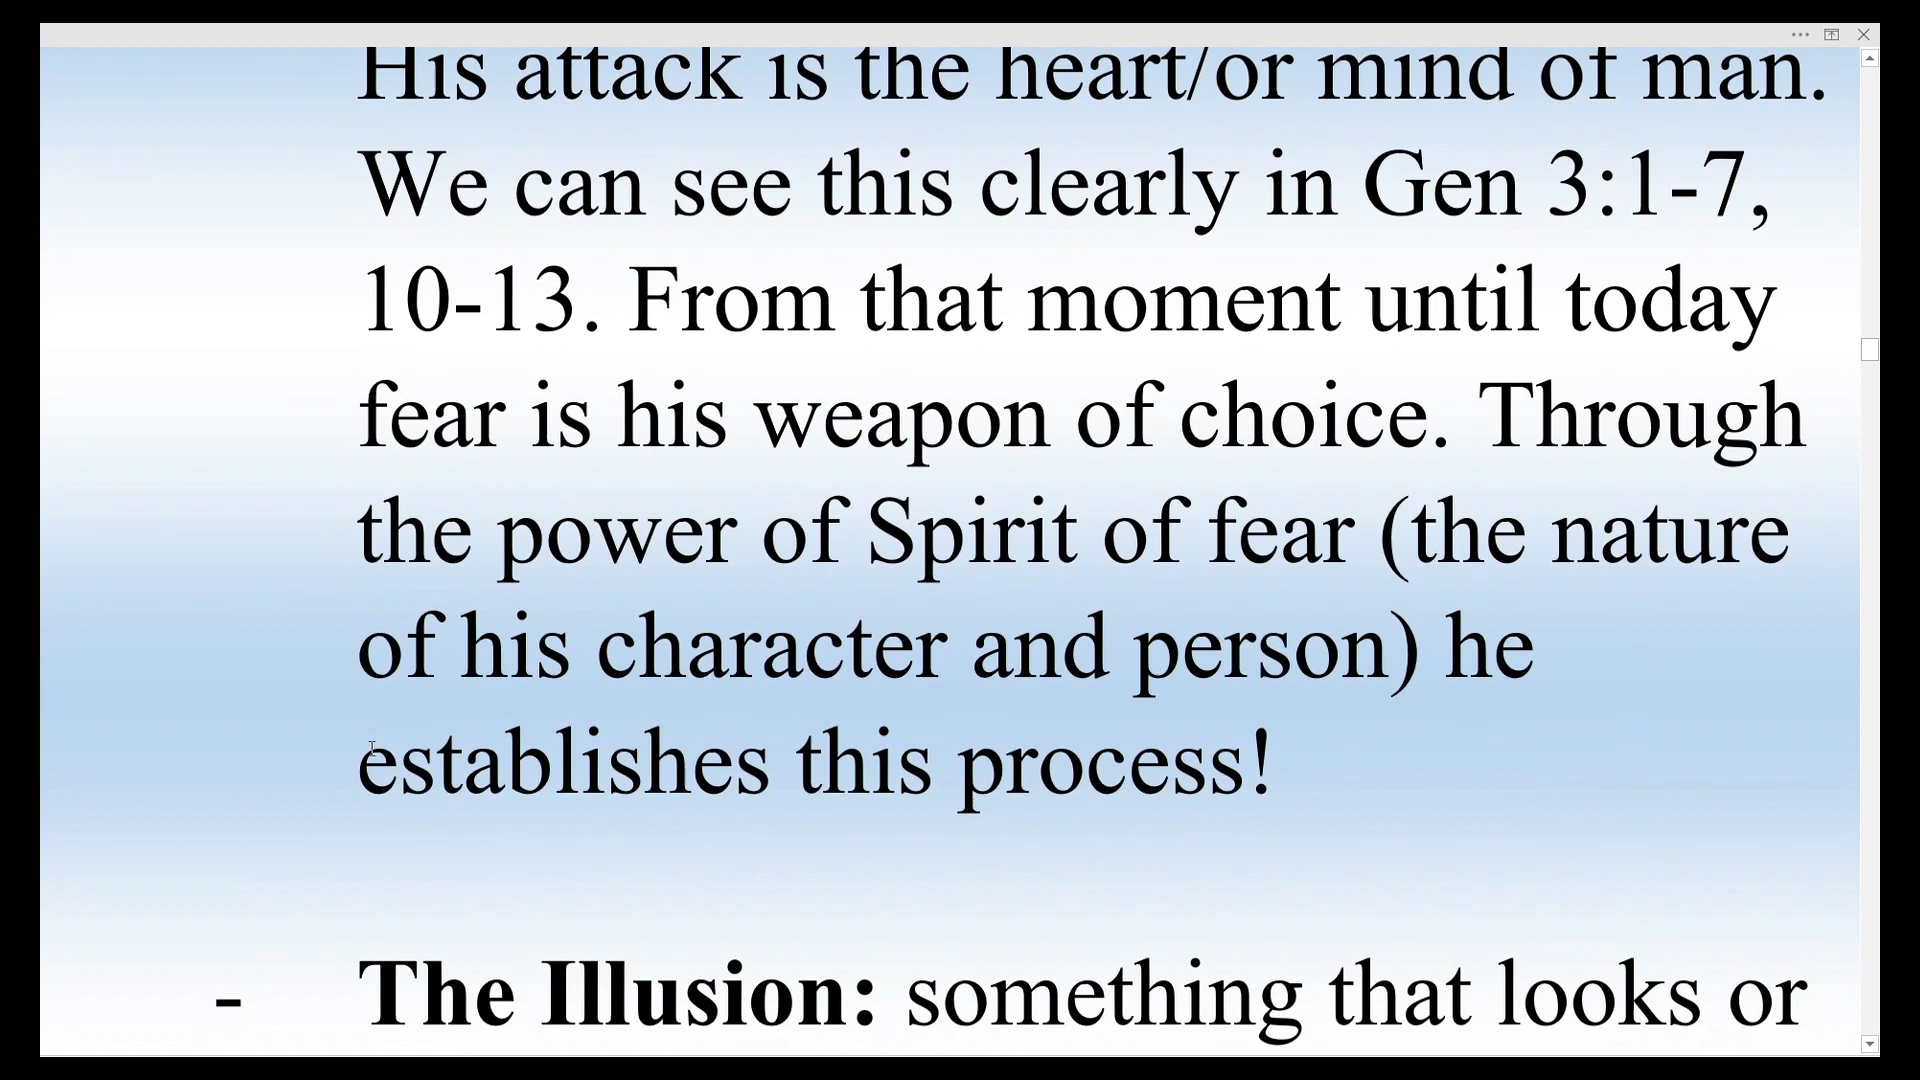 His attack is the heart/or mind of man.
We can see this clearly in Gen 3:1-7,
10-13. From that moment until today
fear is his weapon of choice. Through
the power of Spirit of fear (the nature
of his character and person) he
establishes this process!
- The Illusion: something that looks or